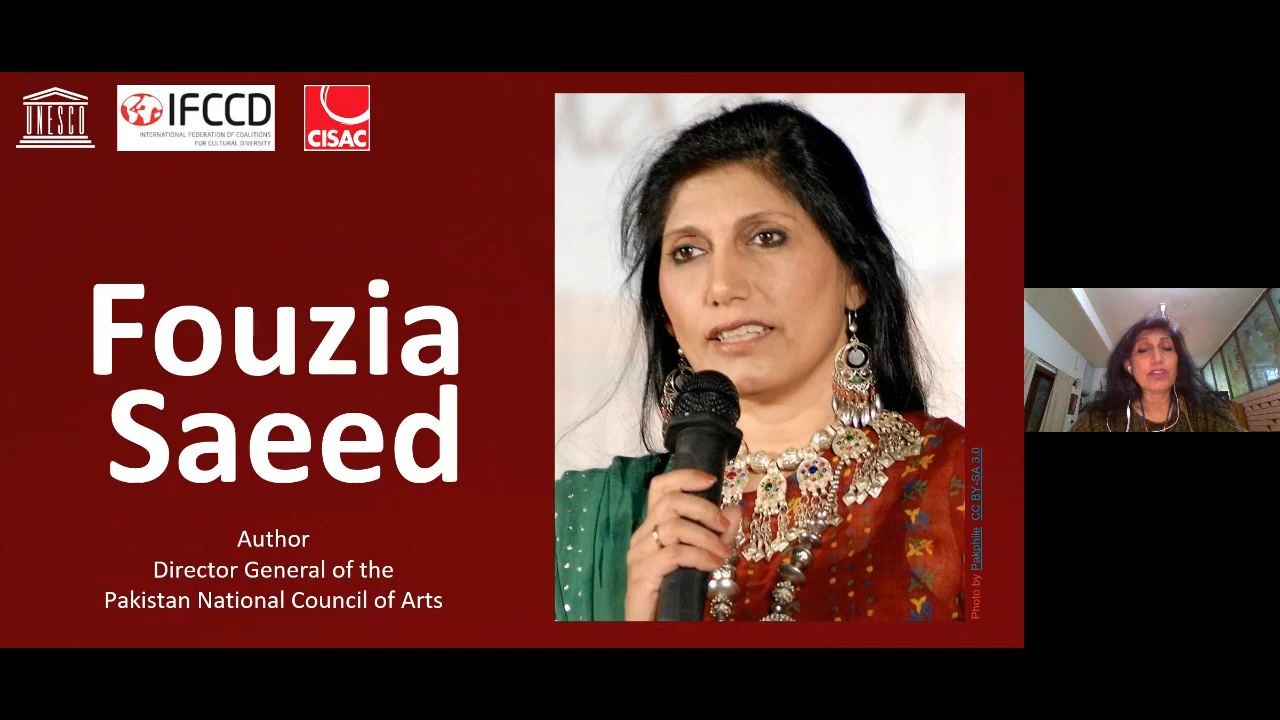 UNESCO
IFCCD
INTERNATIONAL FEDERATION OF COALITIONS
FOR CULTURAL DIVERSITY
CISAC
Fouzia
Saeed
Author
Director General of the
Pakistan National Council of Arts
Photo by Pakphile CC BY-SA 3.0